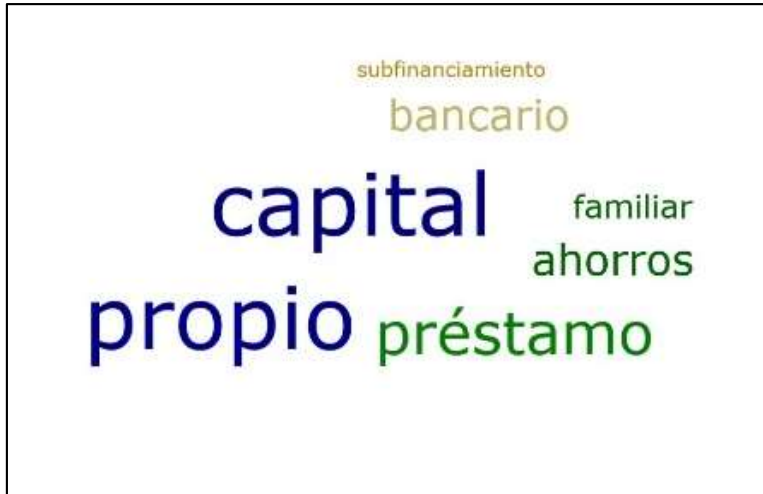 subfinanciamiento
bancario
capital
familiar
ahorros
propio préstamo